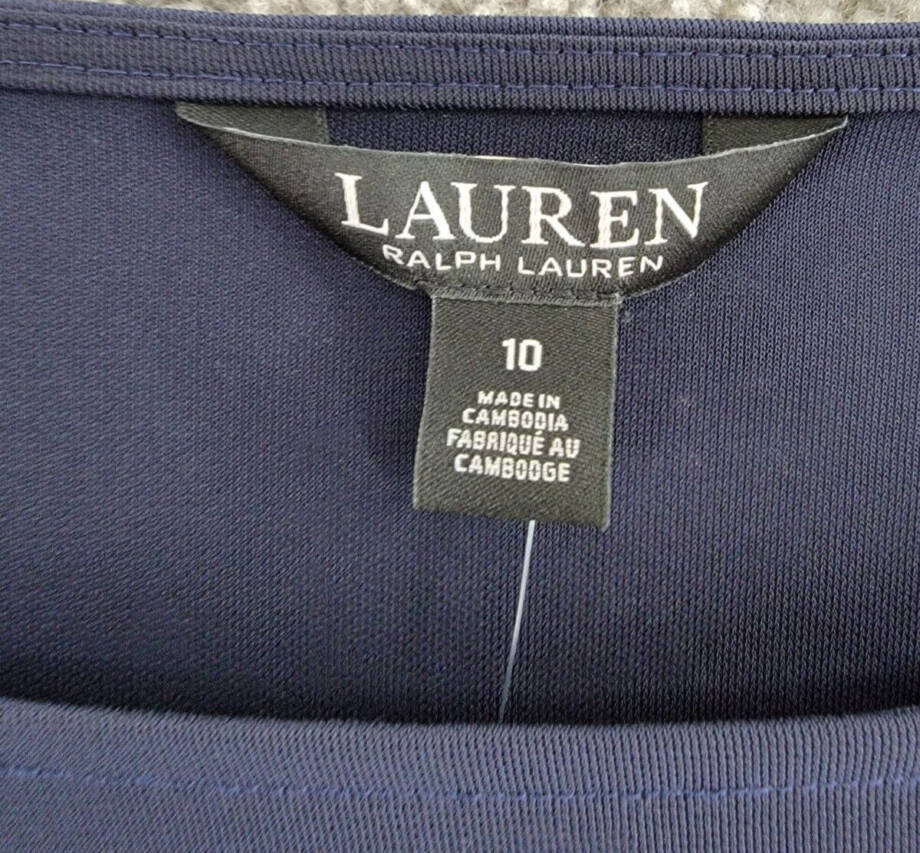 LAUREN
RALPH LAUREN
10
MADE IN
CAMBODIA
FABRIQUÉ AU
CAMBODGE